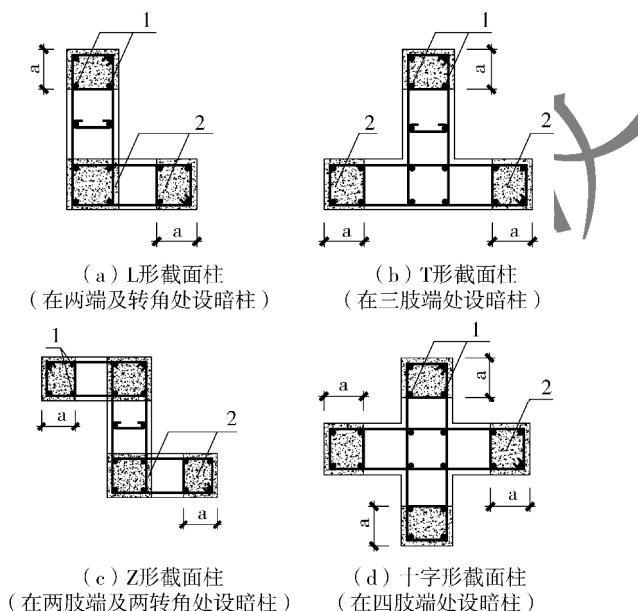 1
a
2
a
(a)L形截面柱
(在两端及转角处设暗柱)
1
a
2
2
a
a
(b)T形截面柱
(在三肢端处设暗柱)
1
a
2
a
(c)Z形截面柱
(在两肢端及两转角处设暗柱)
1
a
a
2
a
a
(d)十字形截面柱
(在四肢端处设暗柱)